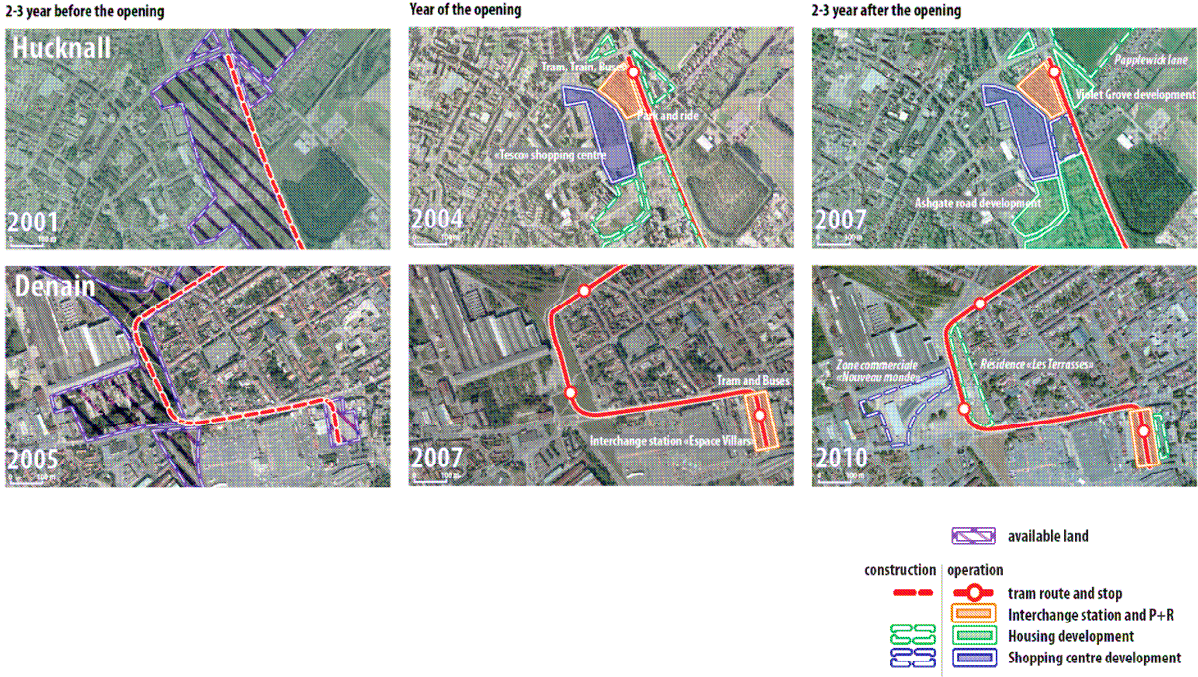 2-3 year before the opening
Year of the opening
2-3 year after the opening
Hucknall
2001
Tram, Train, Buses
Park and ride
«Tesco» shopping centre
2004
Papplewick lane
Violet Grove development
Ashgate road development
2007
Denain
2005
Tram and Buses
Interchange station «Espace Villars»
2007
Zone commerciale
«Nouveau monde»
Résidence «Les Terrasses»
2010
available land
construction
operation
tram route and stop
Interchange station and P+R
Housing development
Shopping centre development